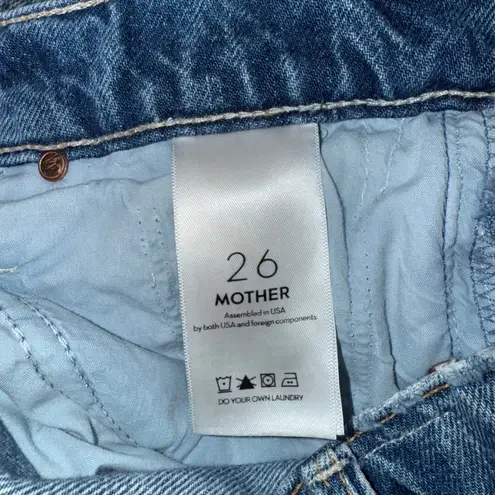 26
MOTHER
Assembled in USA
by both USA and foreign components
DO YOUR OWN LAUNDRY